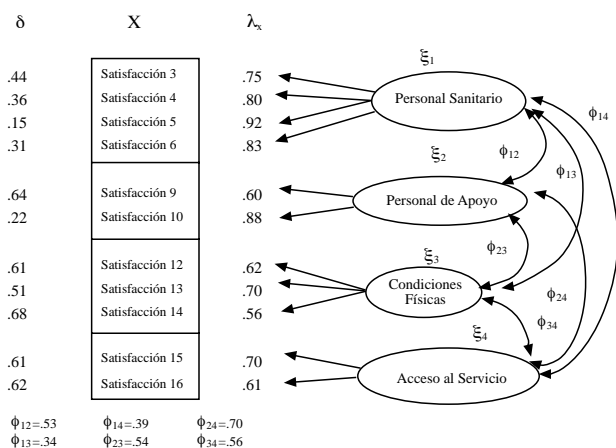 δ X λx
ξ1
.44 Satisfacción 3 .75
.36 Satisfacción 4 .80 Personal Sanitario
.15 Satisfacción 5 .92
.31 Satisfacción 6 .83
ϕ14
ϕ12
ϕ13
ξ2
.64 Satisfacción 9 .60 Personal de Apoyo
.22 Satisfacción 10 .88
ϕ23
ξ3
.61 Satisfacción 12 .62
.51 Satisfacción 13 .70 Condiciones
Físicas
.68 Satisfacción 14 .56
ϕ24
ϕ34
ξ4
.61 Satisfacción 15 .70
.62 Satisfacción 16 .61 Acceso al Servicio
ϕ12=.53 ϕ14=.39 ϕ24=.70
ϕ13=.34 ϕ23=.54 ϕ34=.56